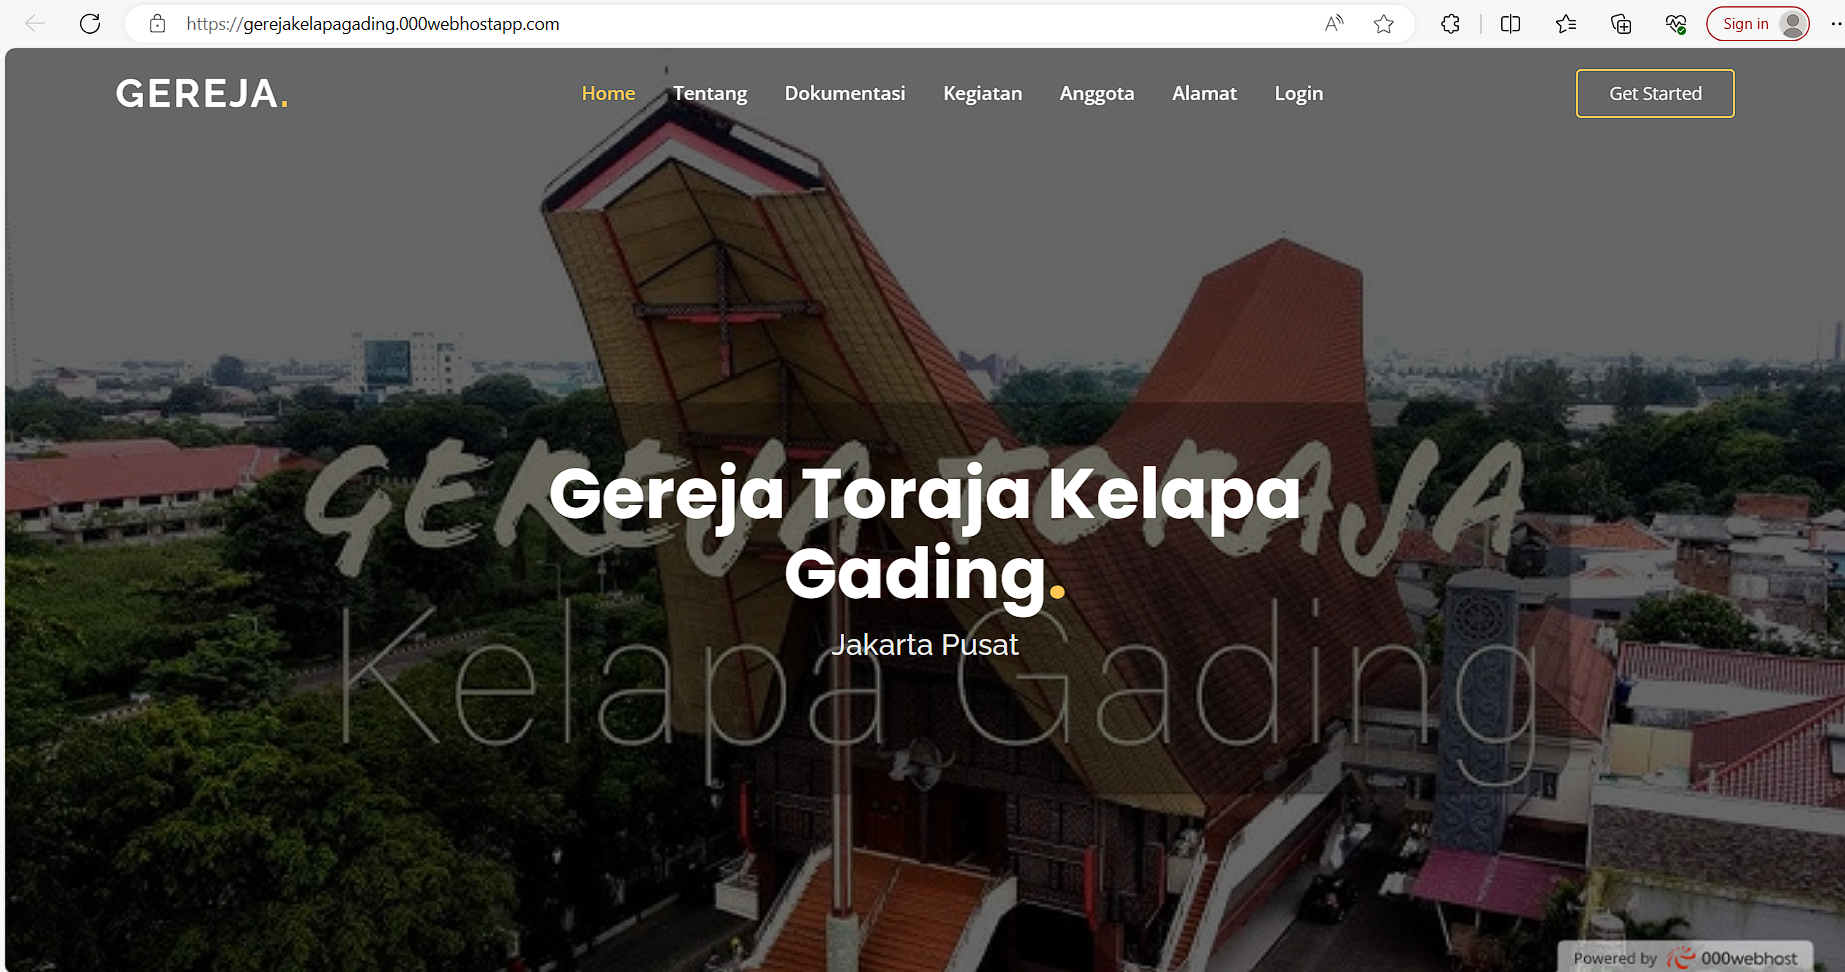 https://gerejakelapagading.000webhostapp.com
Sign in
GEREJA.
Home Tentang Dokumentasi Kegiatan Anggota Alamat Login
Get Started
GEREJA TORAJA
Gereja Toraja Kelapa
Gading.
Jakarta Pusat
Kelapa Gading
Powered by 000webhost